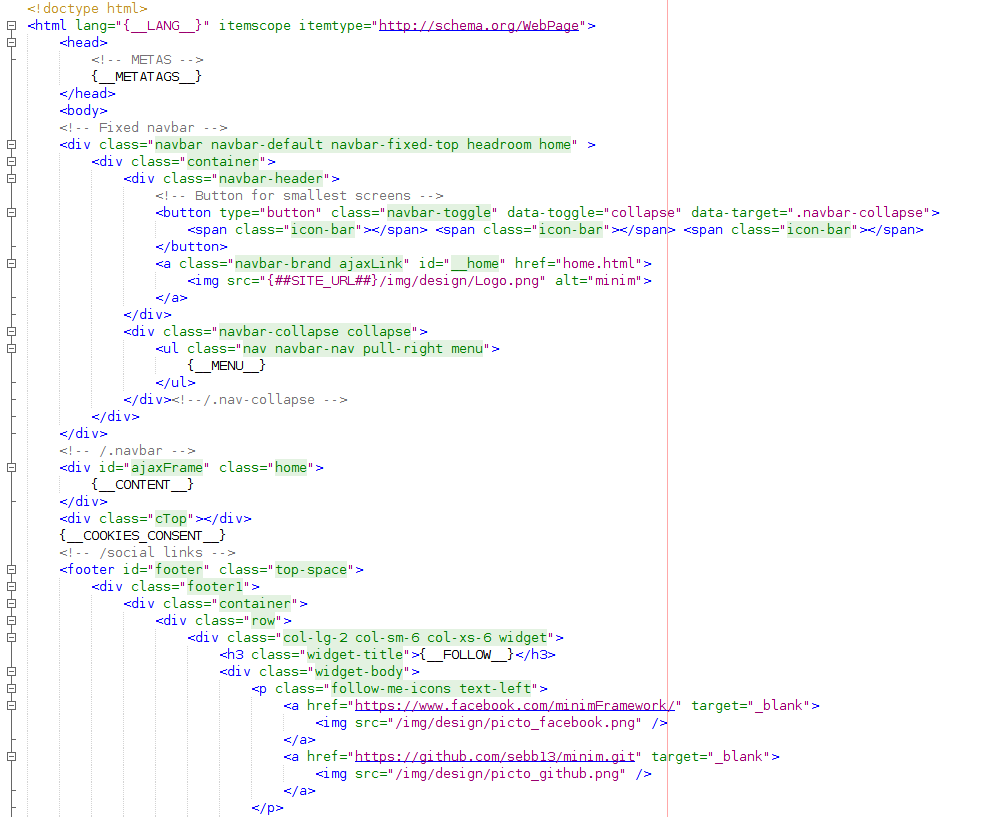 <!doctype html>
<html lang="{__LANG__}" itemscope itemtype="http://schema.org/WebPage">
    <head>
        <!-- METAS -->
        {__METATAGS__}
    </head>
    <body>
    <!-- Fixed navbar -->
    <div class="navbar navbar-default navbar-fixed-top headroom home" >
        <div class="container">
            <div class="navbar-header">
                <!-- Button for smallest screens -->
                <button type="button" class="navbar-toggle" data-toggle="collapse" data-target=".navbar-collapse">
                    <span class="icon-bar"></span> <span class="icon-bar"></span> <span class="icon-bar"></span>
                </button>
                <a class="navbar-brand ajaxLink" id="__home" href="home.html">
                    <img src="{##SITE_URL##}/img/design/Logo.png" alt="minim">
                </a>
            </div>
            <div class="navbar-collapse collapse">
                <ul class="nav navbar-nav pull-right menu">
                    {__MENU__}
                </ul>
            </div><!--/.nav-collapse -->
        </div>
    </div>
    <!-- /.navbar -->
    <div id="ajaxFrame" class="home">
        {__CONTENT__}
    </div>
    <div class="cTop"></div>
    {__COOKIES_CONSENT__}
    <!-- /social links -->
    <footer id="footer" class="top-space">
        <div class="footer1">
            <div class="container">
                <div class="row">
                    <div class="col-lg-2 col-sm-6 col-xs-6 widget">
                        <h3 class="widget-title">{__FOLLOW__}</h3>
                        <div class="widget-body">
                            <p class="follow-me-icons text-left">
                                <a href="https://www.facebook.com/minimFramework/" target="_blank">
                                    <img src="/img/design/picto_facebook.png" />
                                </a>
                                <a href="https://github.com/sebb13/minim.git" target="_blank">
                                    <img src="/img/design/picto_github.png" />
                                </a>
                            </p>